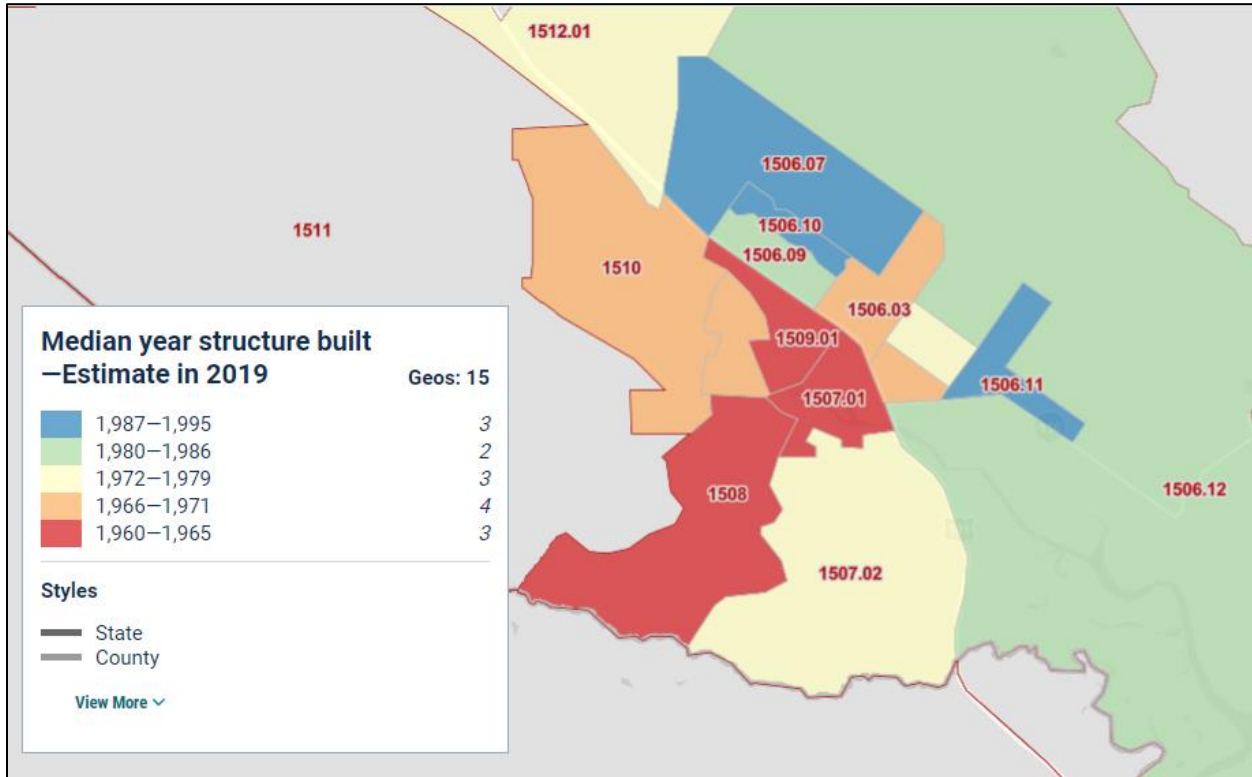 1512.01
1506.07
1506.10
1511
1506.09
1510
1506.03
Median year structure built
—Estimate in 2019
Geos: 15
1509.01
1506.11
1,987—1,995 3
1507.01
1,980—1,986 2
1,972—1,979 3
1,966—1,971 4
1508
1506.12
1,960—1,965 3
1507.02
Styles
State
County
View More